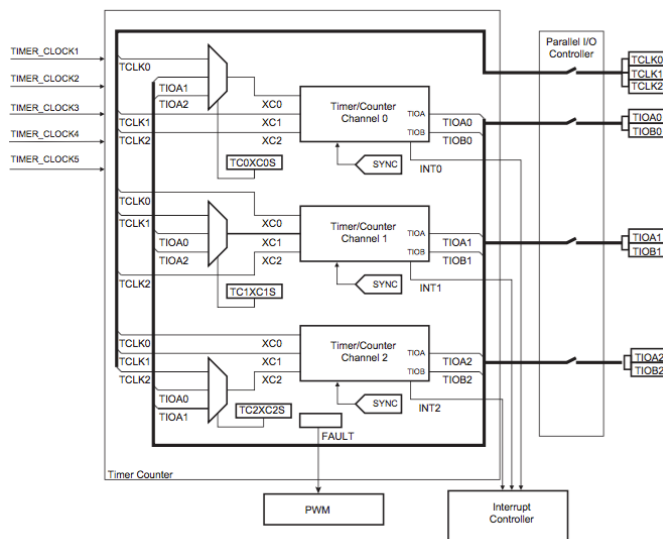 TIMER_CLOCK1
TIMER_CLOCK2
TIMER_CLOCK3
TIMER_CLOCK4
TIMER_CLOCK5
TCLK0
TIOA1
TIOA2
TCLK1
TCLK2
XC0
XC1
XC2
TC0XC0S
Timer/Counter
Channel 0
TIOA
TIOB
TIOA0
TIOB0
SYNC
INT0
TCLK0
TCLK1
TIOA0
TIOA2
TCLK2
XC0
XC1
XC2
TC1XC1S
Timer/Counter
Channel 1
TIOA
TIOB
TIOA1
TIOB1
SYNC
INT1
TCLK0
TCLK1
TCLK2
TIOA0
TIOA1
XC0
XC1
XC2
TC2XC2S
Timer/Counter
Channel 2
TIOA
TIOB
TIOA2
TIOB2
SYNC
INT2
FAULT
Timer Counter
PWM
Interrupt
Controller
Parallel I/O
Controller
TCLK0
TCLK1
TCLK2
TIOA0
TIOB0
TIOA1
TIOB1
TIOA2
TIOB2